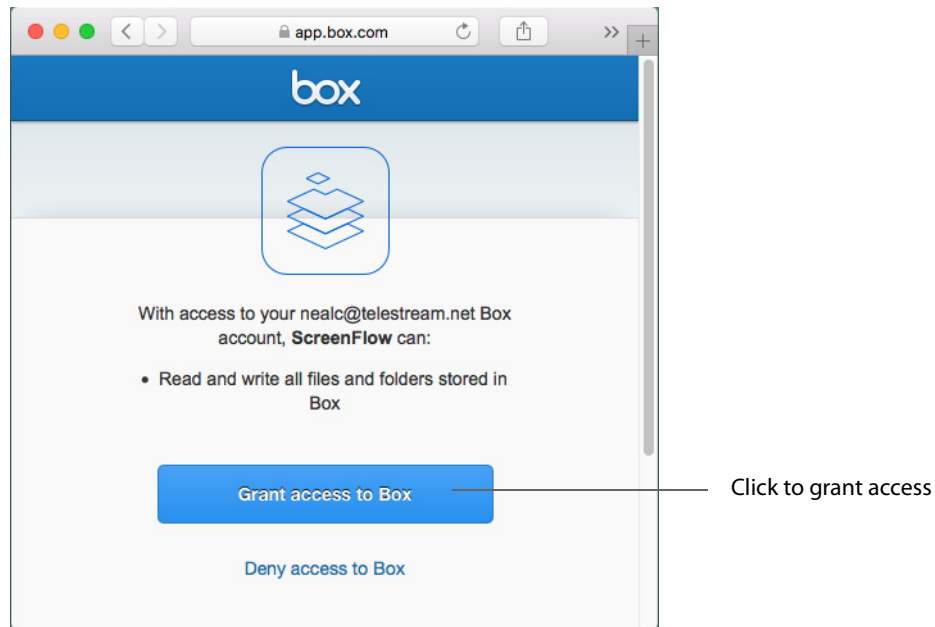 app.box.com
box
With access to your nealc@telestream.net Box
account, ScreenFlow can:
• Read and write all files and folders stored in
Box
Grant access to Box
Click to grant access
Deny access to Box